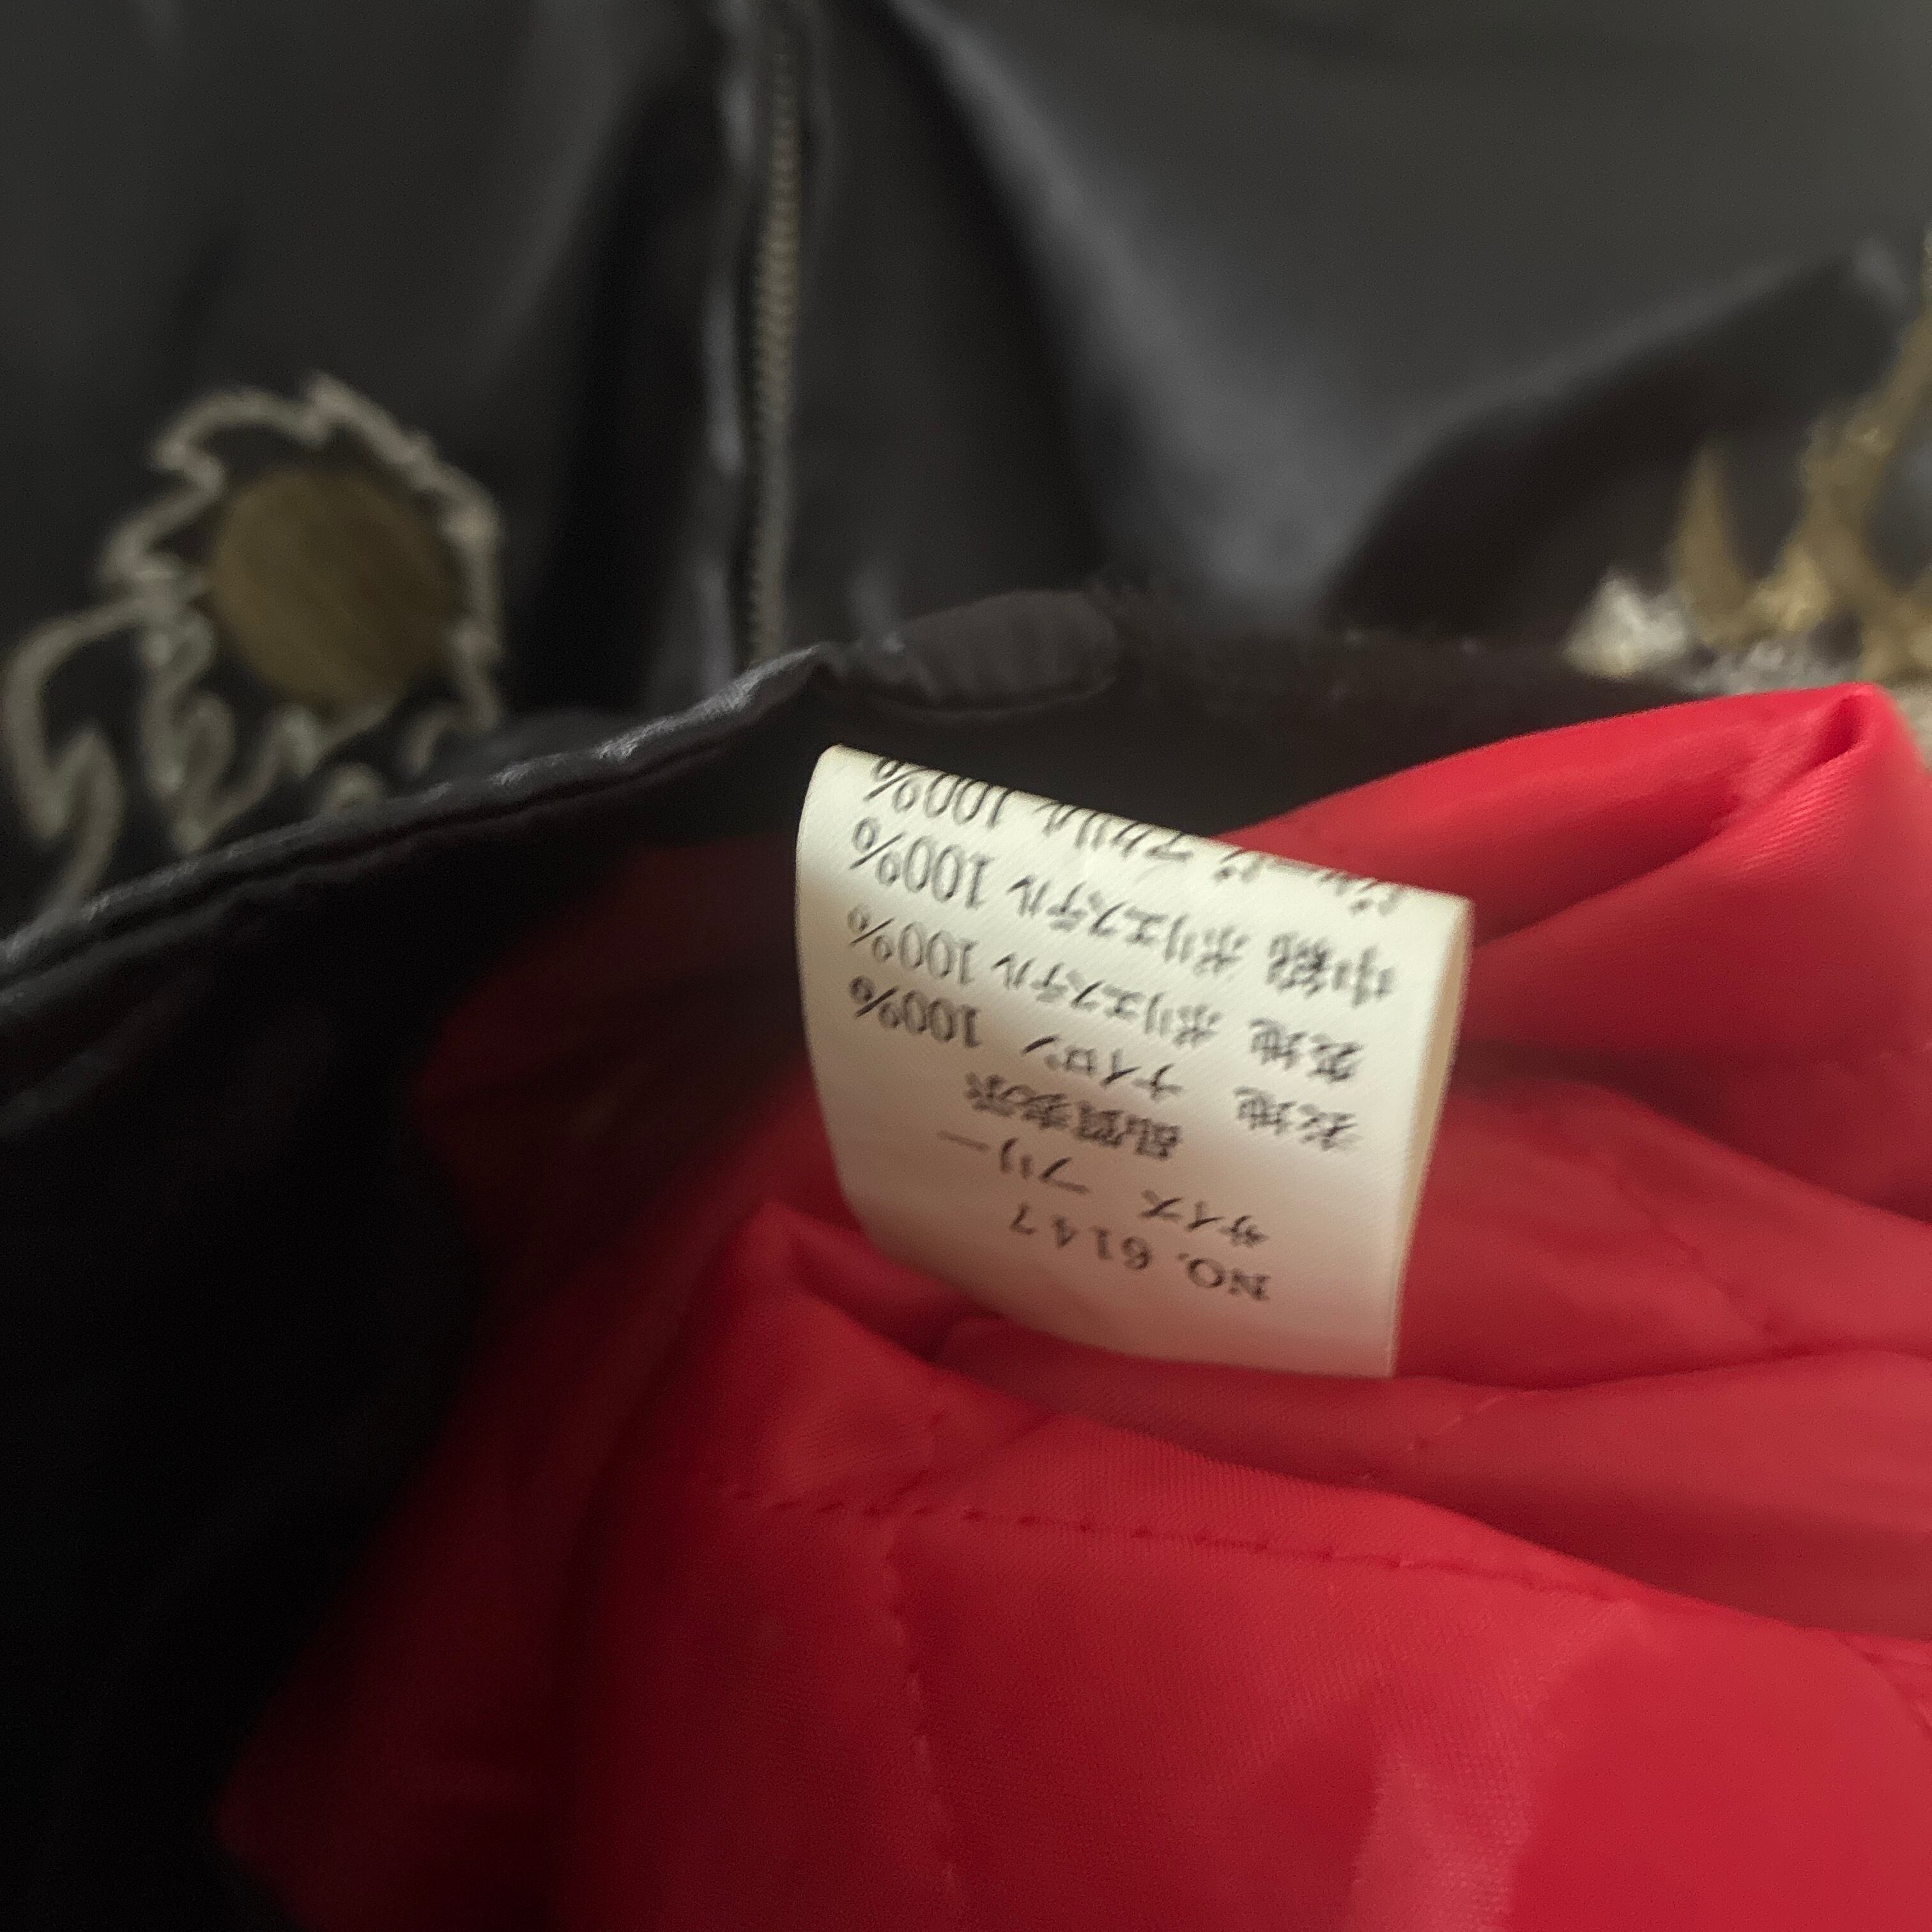 NO. 6147
サイズ フリー
品質表示
表地 ナイロン 100%
裏地 ポリエステル 100%
中綿 ポリエステル 100%
アクリル 100%